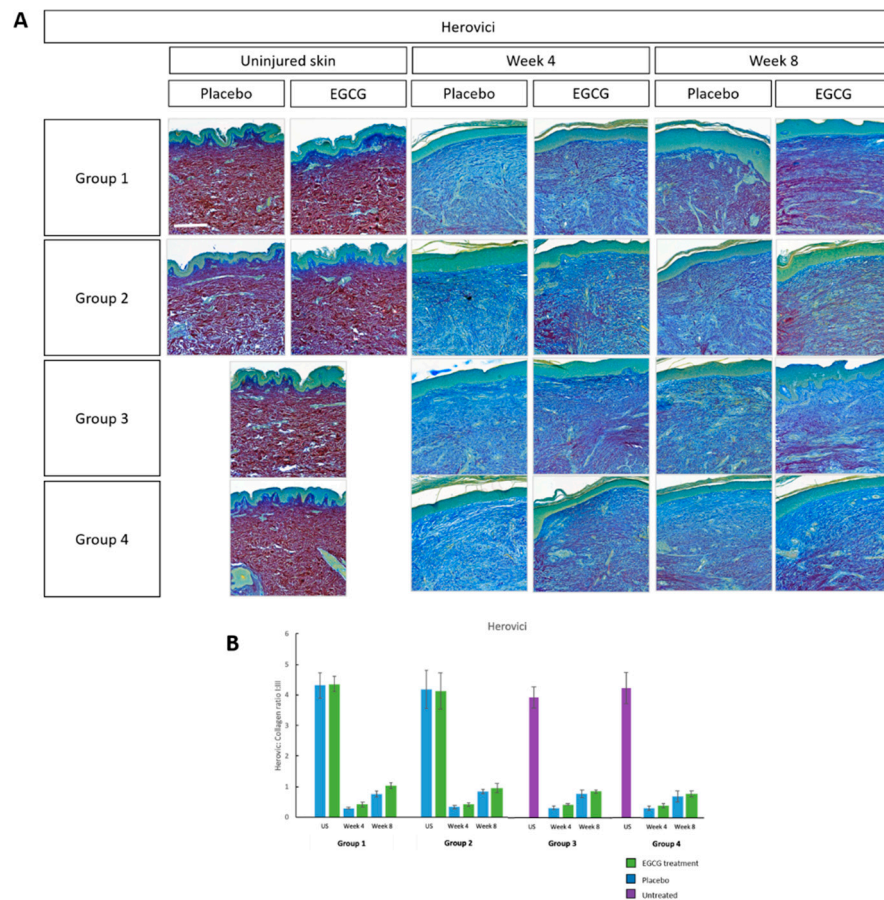 A
Herovici
Uninjured skin Week 4 Week 8
Placebo EGCG Placebo EGCG Placebo EGCG
Group 1
Group 2
Group 3
Group 4
B
Herovici
Herovic: Collagen ratio I:III
6
5
4
3
2
1
0
US Week 4 Week 8 US Week 4 Week 8 US Week 4 Week 8 US Week 4 Week 8
Group 1 Group 2 Group 3 Group 4
EGCG treatment
Placebo
Untreated